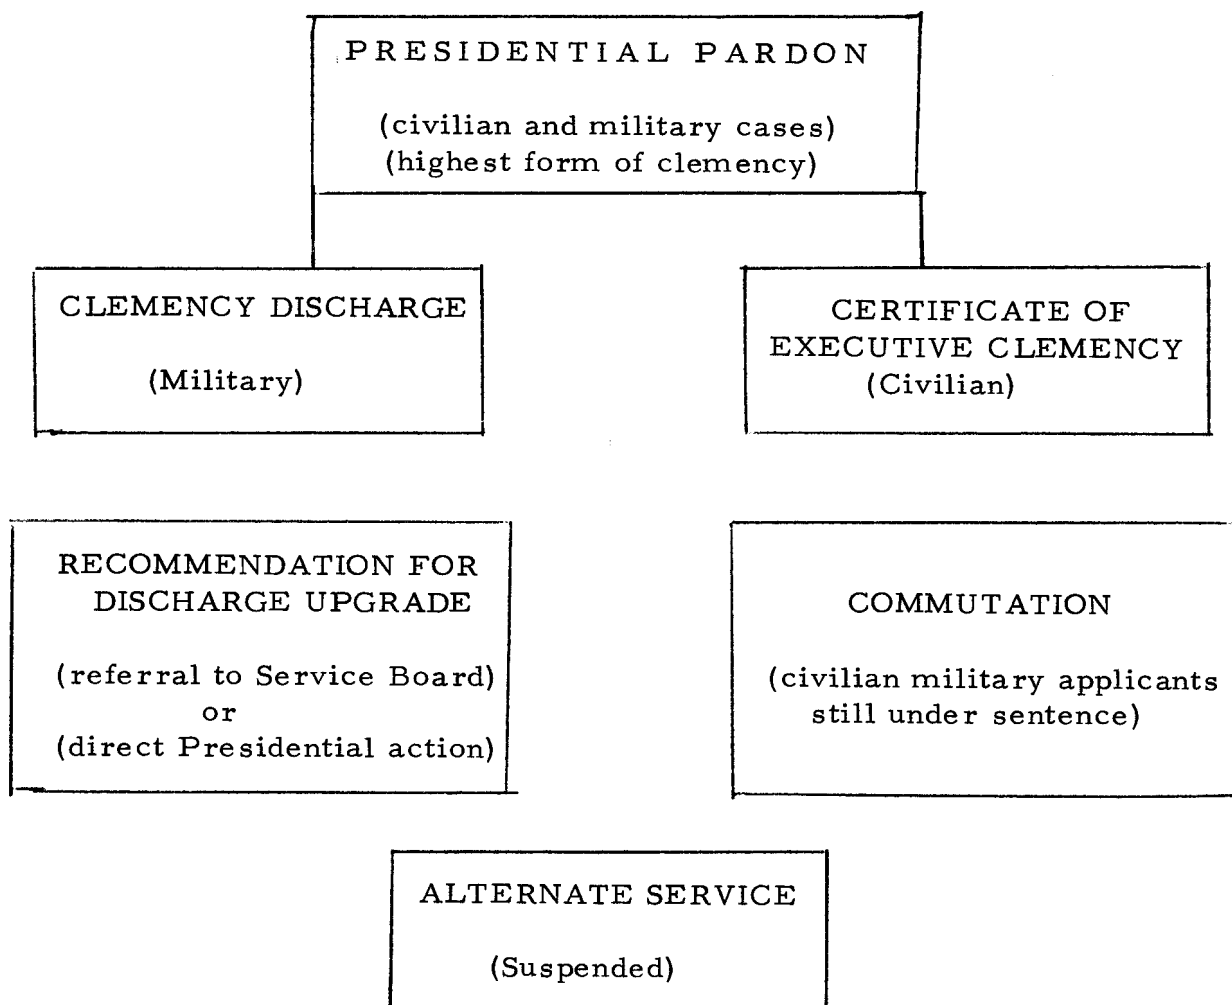 PRESIDENTIAL PARDON
(civilian and military cases)
(highest form of clemency)
CLEMENCY DISCHARGE
(Military)
CERTIFICATE OF
EXECUTIVE CLEMENCY
(Civilian)
RECOMMENDATION FOR
DISCHARGE UPGRADE
(referral to Service Board)
or
(direct Presidential action)
COMMUTATION
(civilian military applicants
still under sentence)
ALTERNATE SERVICE
(Suspended)